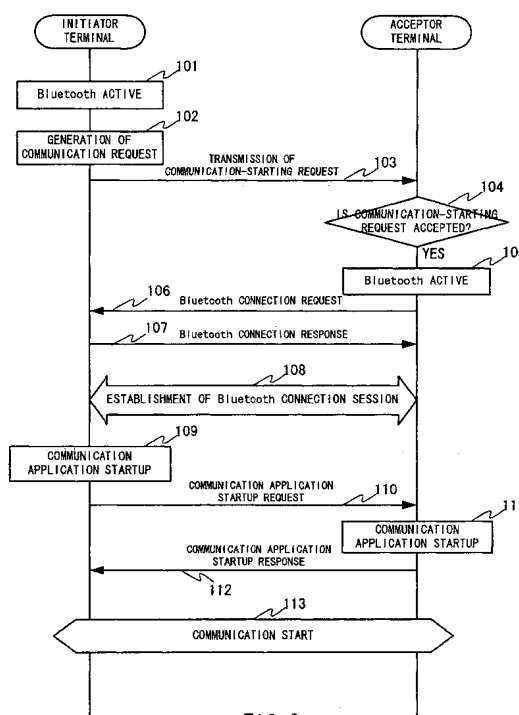 INITIATOR
TERMINAL
ACCEPTOR
TERMINAL
101
Bluetooth ACTIVE
102
GENERATION OF
COMMUNICATION REQUEST
TRANSMISSION OF
COMMUNICATION-STARTING REQUEST
103
104
IS COMMUNICATION-STARTING
REQUEST ACCEPTED?
YES
Bluetooth ACTIVE
106
Bluetooth CONNECTION REQUEST
107
Bluetooth CONNECTION RESPONSE
108
ESTABLISHMENT OF Bluetooth CONNECTION SESSION
109
COMMUNICATION
APPLICATION STARTUP
COMMUNICATION APPLICATION
STARTUP REQUEST
110
COMMUNICATION
APPLICATION STARTUP
COMMUNICATION APPLICATION
STARTUP RESPONSE
112
113
COMMUNICATION START